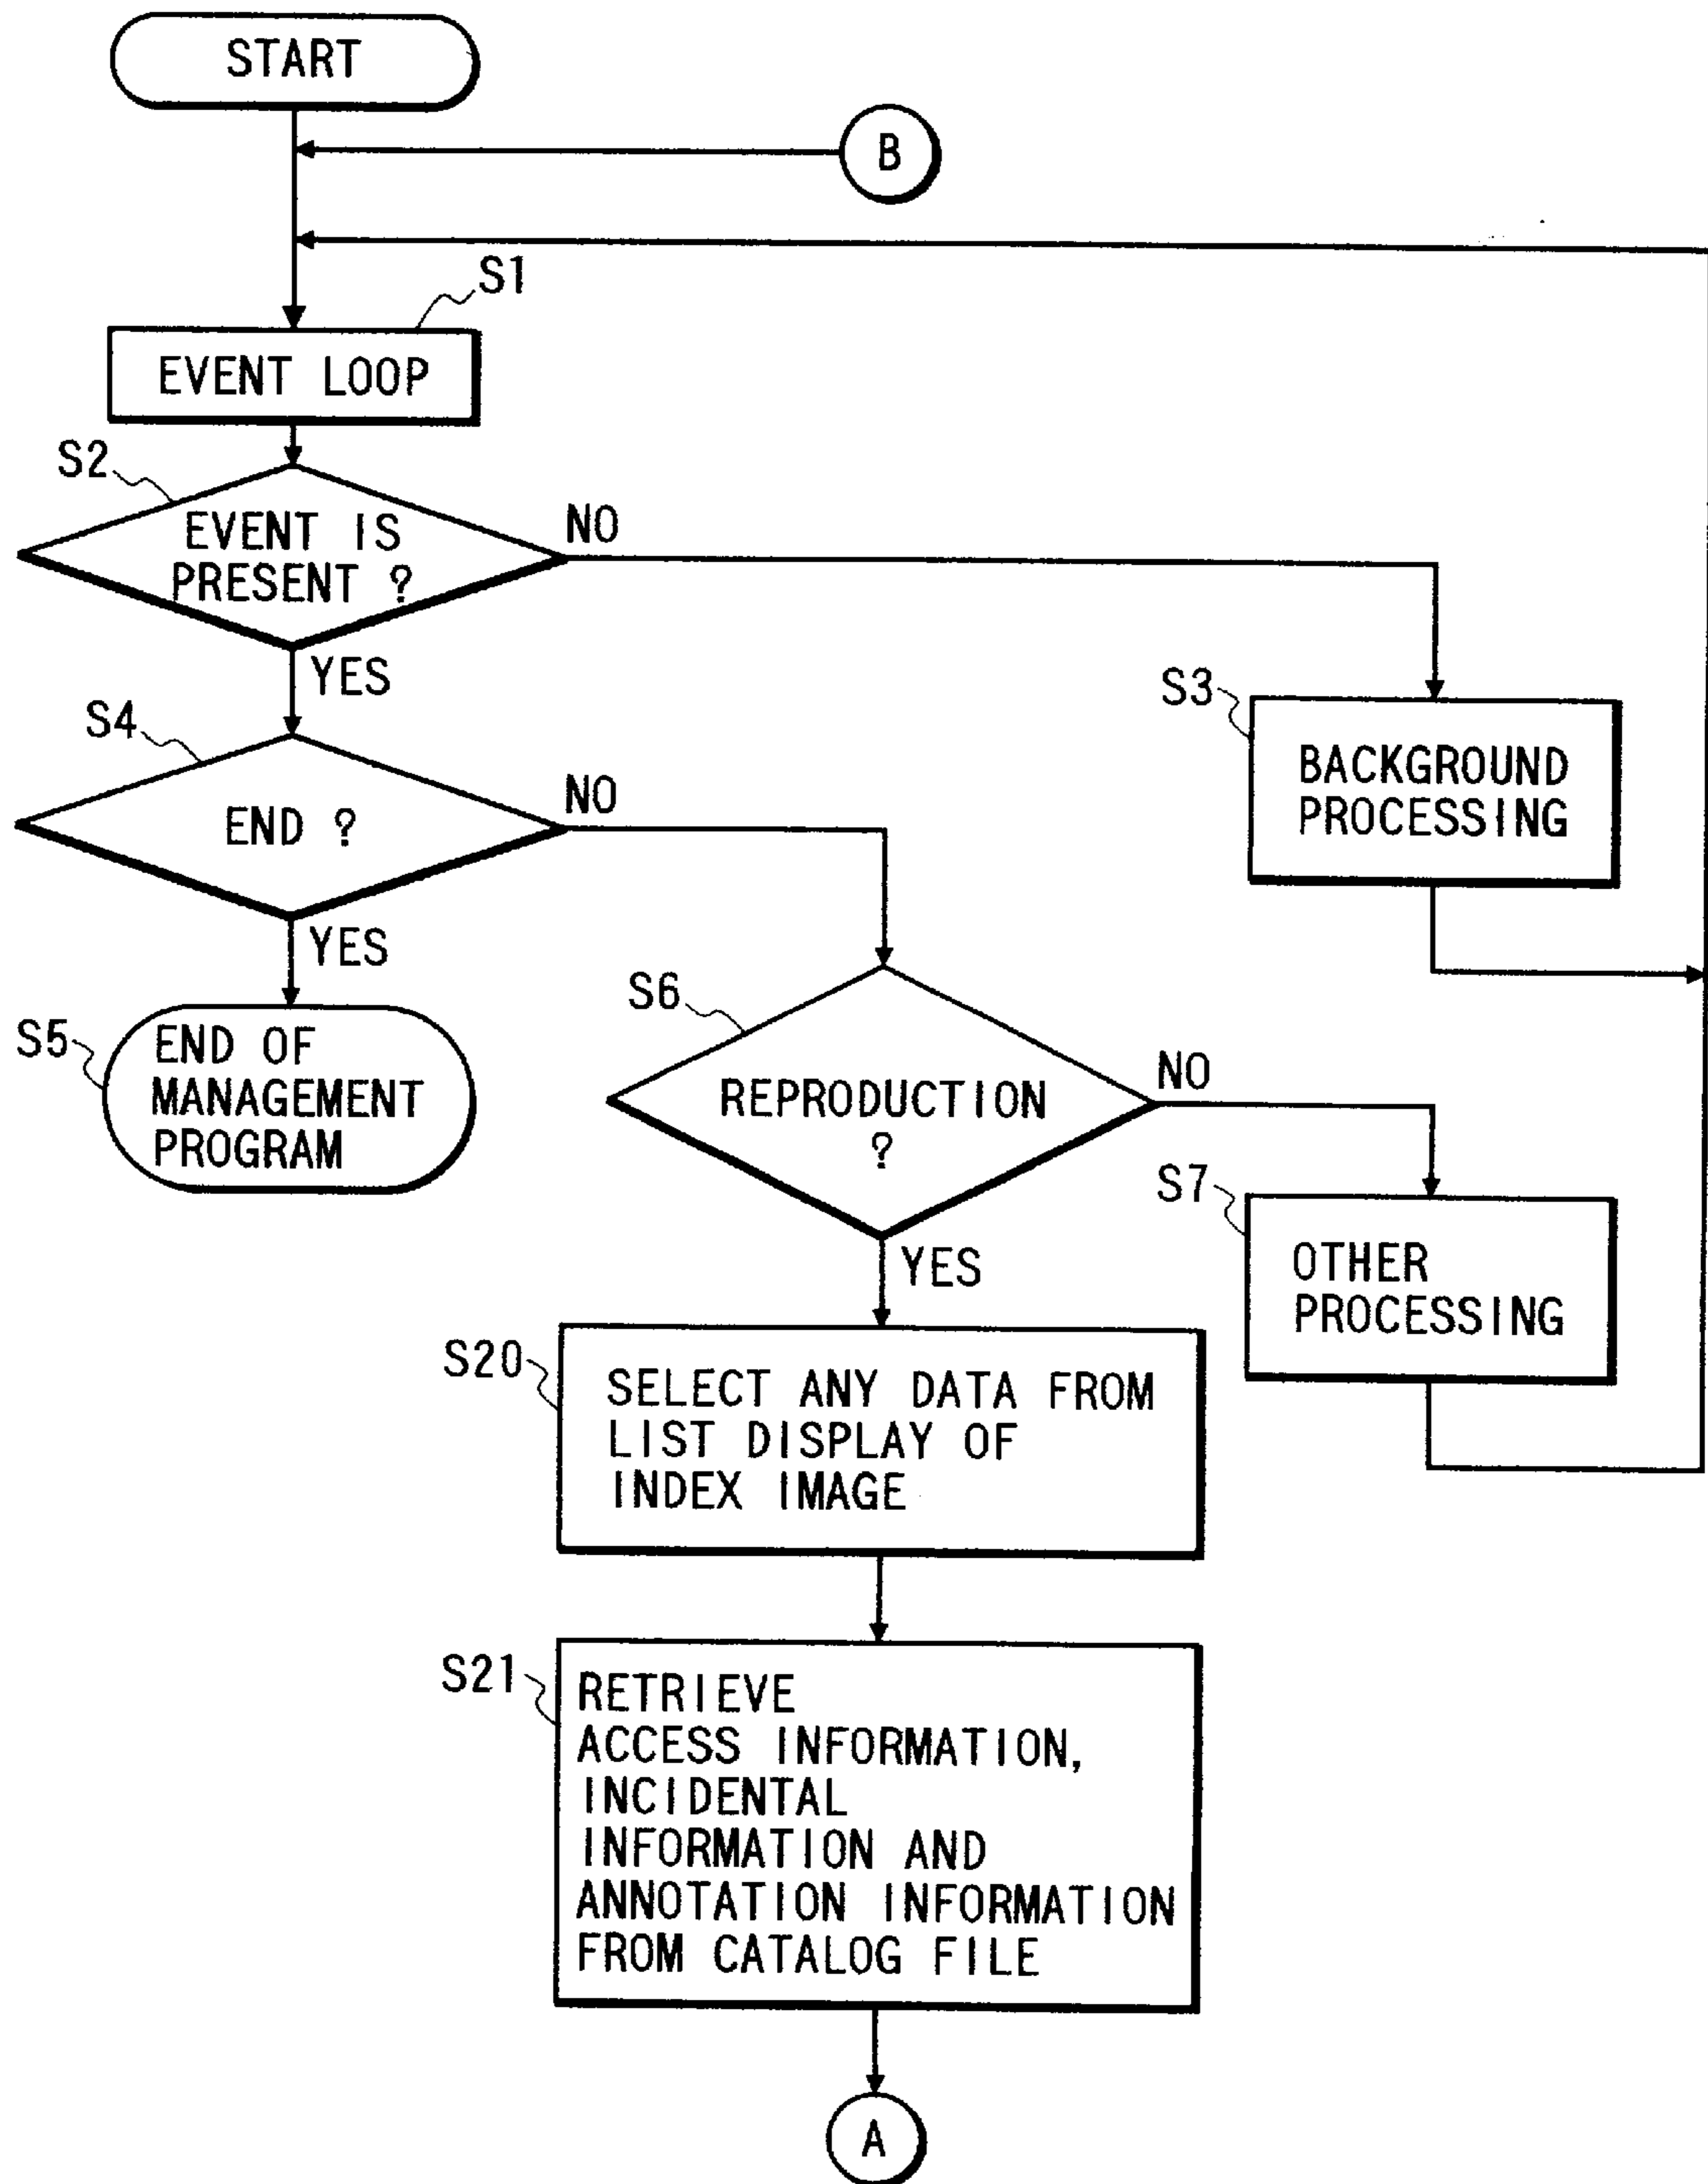 START
B
S1
EVENT LOOP
S2
EVENT IS
PRESENT ?
NO
YES
S3
BACKGROUND
PROCESSING
S4
END ?
NO
YES
S5
END OF
MANAGEMENT
PROGRAM
S6
REPRODUCTION
?
NO
YES
S7
OTHER
PROCESSING
S20
SELECT ANY DATA FROM
LIST DISPLAY OF
INDEX IMAGE
S21
RETRIEVE
ACCESS INFORMATION,
INCIDENTAL
INFORMATION AND
ANNOTATION INFORMATION
FROM CATALOG FILE
A